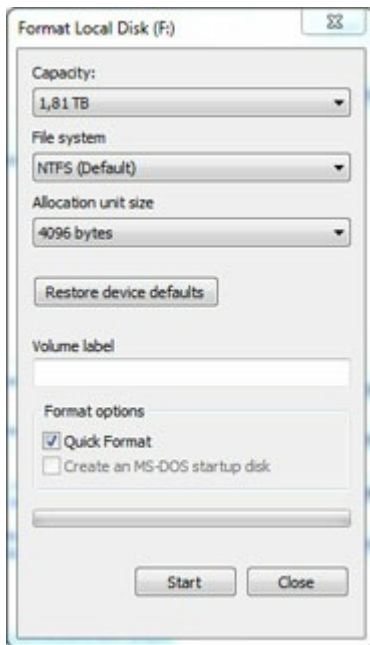 Format Local Disk (F:)
Capacity:
1,81 TB
File system
NTFS (Default)
Allocation unit size
4096 bytes
Restore device defaults
Volume label
Format options
Quick Format
Create an MS-DOS startup disk
Start Close